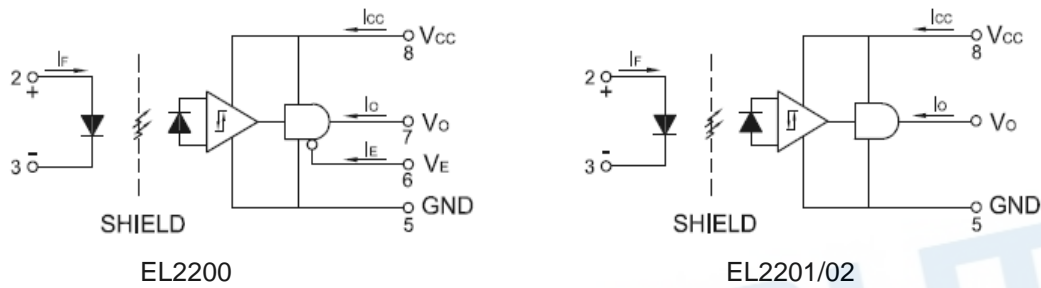 ICC
VCC
8
IF
2
+
IO
VO
7
IE
VE
6
3
-
GND
5
SHIELD
EL2200
ICC
VCC
8
IF
2
+
IO
VO
3
-
GND
5
SHIELD
EL2201/02